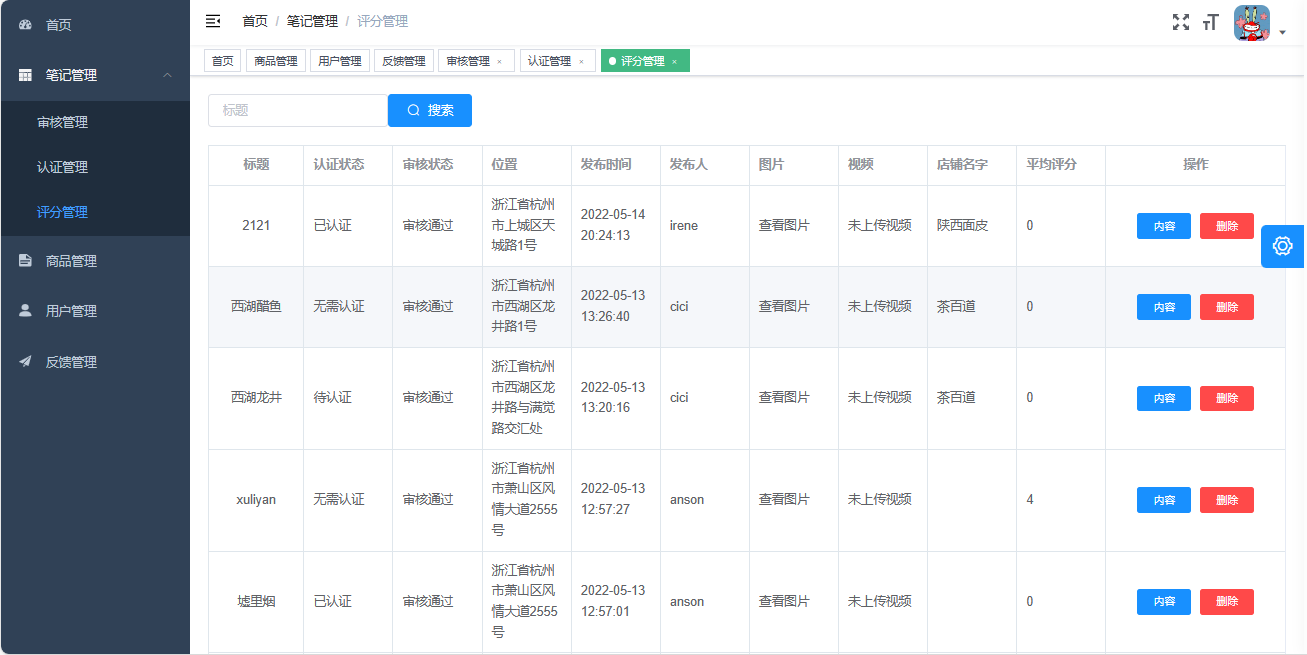 首页
笔记管理
审核管理
认证管理
评分管理
商品管理
用户管理
反馈管理
首页 / 笔记管理 / 评分管理
首页 商品管理 用户管理 反馈管理 审核管理 × 认证管理 × 评分管理 ×
标题 搜索
标题 认证状态 审核状态 位置 发布时间 发布人 图片 视频 店铺名字 平均评分 操作
2121 已认证 审核通过 浙江省杭州市上城区天城路1号 2022-05-14 20:24:13 irene 查看图片 未上传视频 陕西面皮 0 内容 删除
西湖醋鱼 无需认证 审核通过 浙江省杭州市西湖区龙井路1号 2022-05-13 13:26:40 cici 查看图片 未上传视频 茶百道 0 内容 删除
西湖龙井 待认证 审核通过 浙江省杭州市西湖区龙井路与满觉路交汇处 2022-05-13 13:20:16 cici 查看图片 未上传视频 茶百道 0 内容 删除
xuliyan 无需认证 审核通过 浙江省杭州市萧山区风情大道2555号 2022-05-13 12:57:27 anson 查看图片 未上传视频 4 内容 删除
墟里烟 已认证 审核通过 浙江省杭州市萧山区风情大道2555号 2022-05-13 12:57:01 anson 查看图片 未上传视频 0 内容 删除